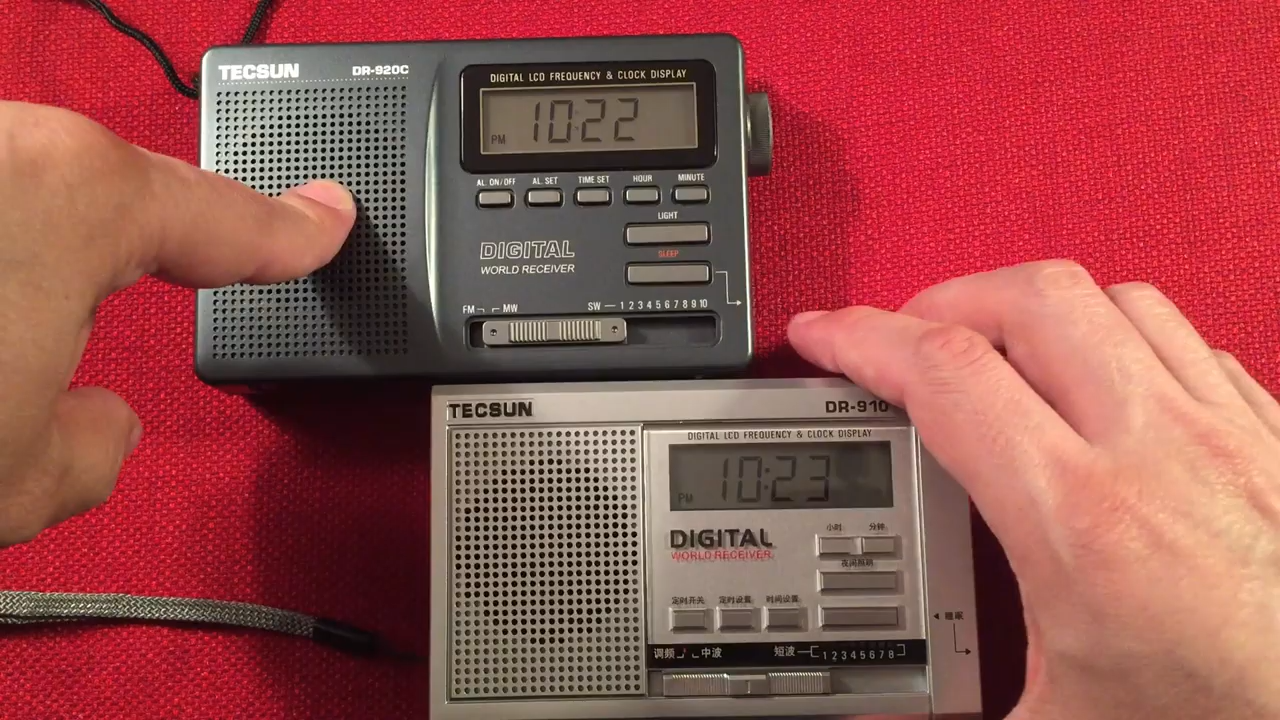 TECSUN DR-920C
DIGITAL LCD FREQUENCY & CLOCK DISPLAY
PM 10:22
AL. ON/OFF AL. SET TIME SET HOUR MINUTE
LIGHT
DIGITAL
SLEEP
WORLD RECEIVER
FM MW SW 1 2 3 4 5 6 7 8 9 10
TECSUN DR-910
DIGITAL LCD FREQUENCY & CLOCK DISPLAY
PM 10:23
小时 分钟
DIGITAL
WORLD RECEIVER
夜间照明
定时开关 定时设置 时间设置
睡眠
调频 中波 短波 1 2 3 4 5 6 7 8